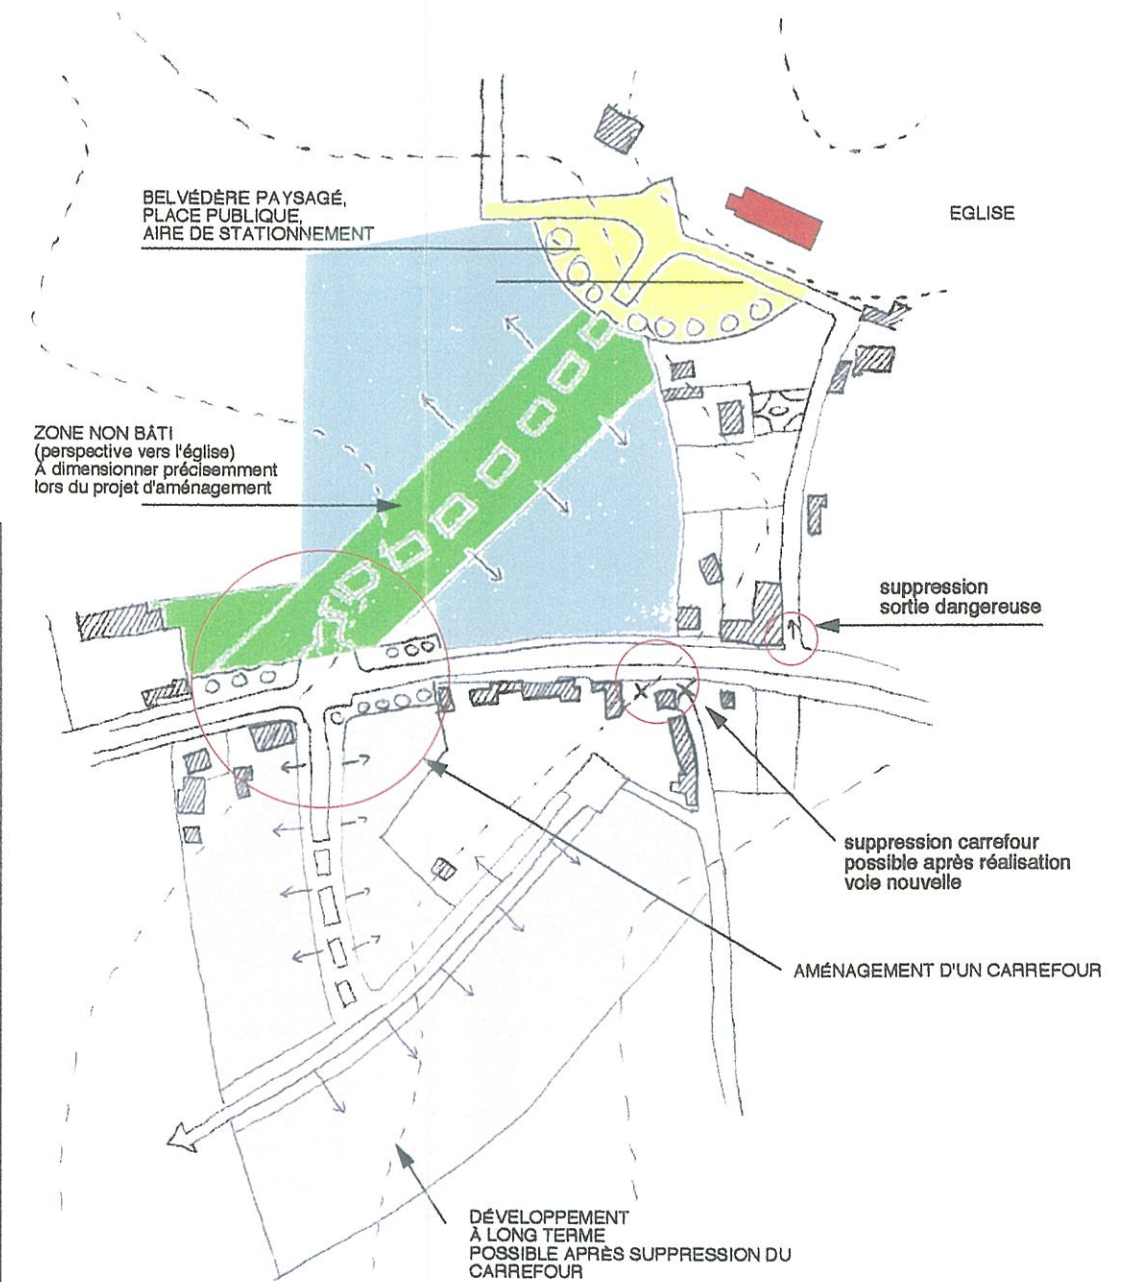 BELVÉDÈRE PAYSAGÉ,
PLACE PUBLIQUE,
AIRE DE STATIONNEMENT
EGLISE
ZONE NON BÂTI
(perspective vers l'église)
À dimensionner précisemment
lors du projet d'aménagement
suppression
sortie dangereuse
suppression carrefour
possible après réalisation
voie nouvelle
AMÉNAGEMENT D'UN CARREFOUR
DÉVELOPPEMENT
À LONG TERME
POSSIBLE APRÈS SUPPRESSION DU
CARREFOUR